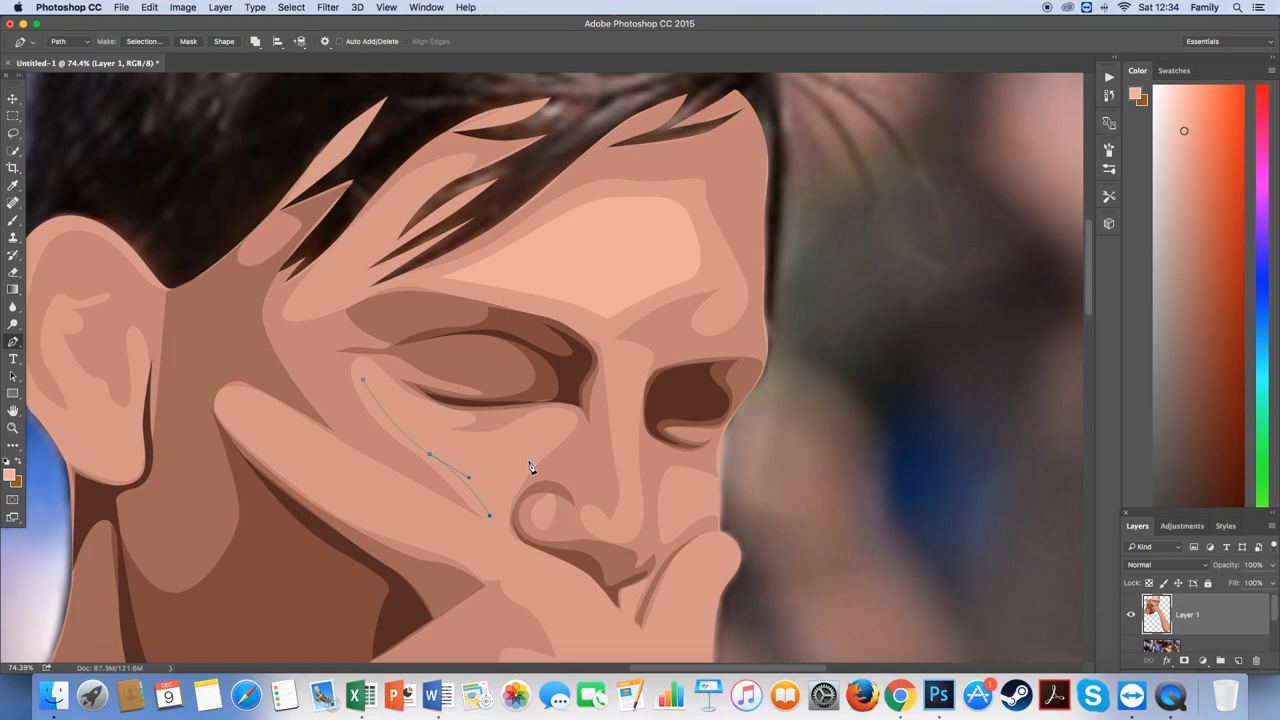 Photoshop CC File Edit Image Layer Type Select Filter 3D View Window Help Sat 12:34 Family
Adobe Photoshop CC 2015
Path Make: Selection... Mask Shape Auto Add/Delete Align Edges Essentials
Untitled-1 @ 74.4% (Layer 1, RGB/8) *
Color Swatches
Layers Adjustments Styles
Kind
Normal Opacity: 100%
Lock: Fill: 100%
Layer 1
74.39% Doc: 87.3M/121.6M
DEC
9
1